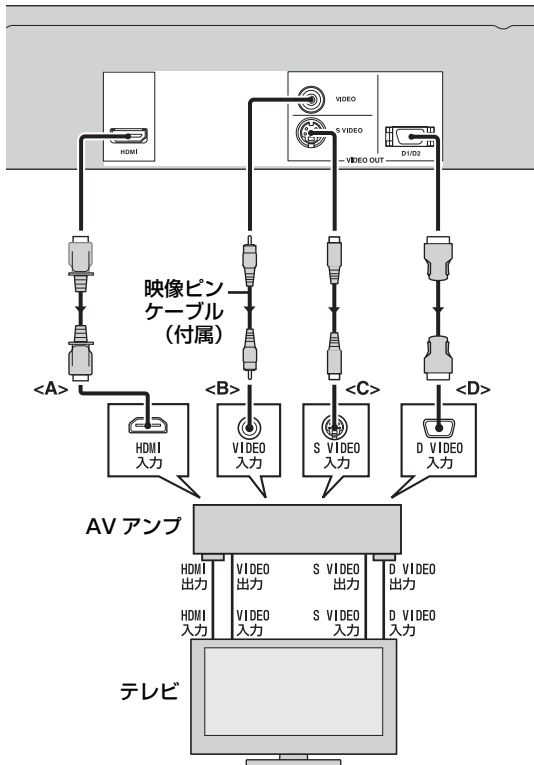 VIDEO
S VIDEO
HDMI
D1/D2
VIDEO OUT
映像ピン
ケーブル
（付属）
<A>
<B>
<C>
<D>
HDMI
入力
VIDEO
入力
S VIDEO
入力
D VIDEO
入力
AV アンプ
HDMI
出力
VIDEO
出力
S VIDEO
出力
D VIDEO
出力
HDMI
入力
VIDEO
入力
S VIDEO
入力
D VIDEO
入力
テレビ